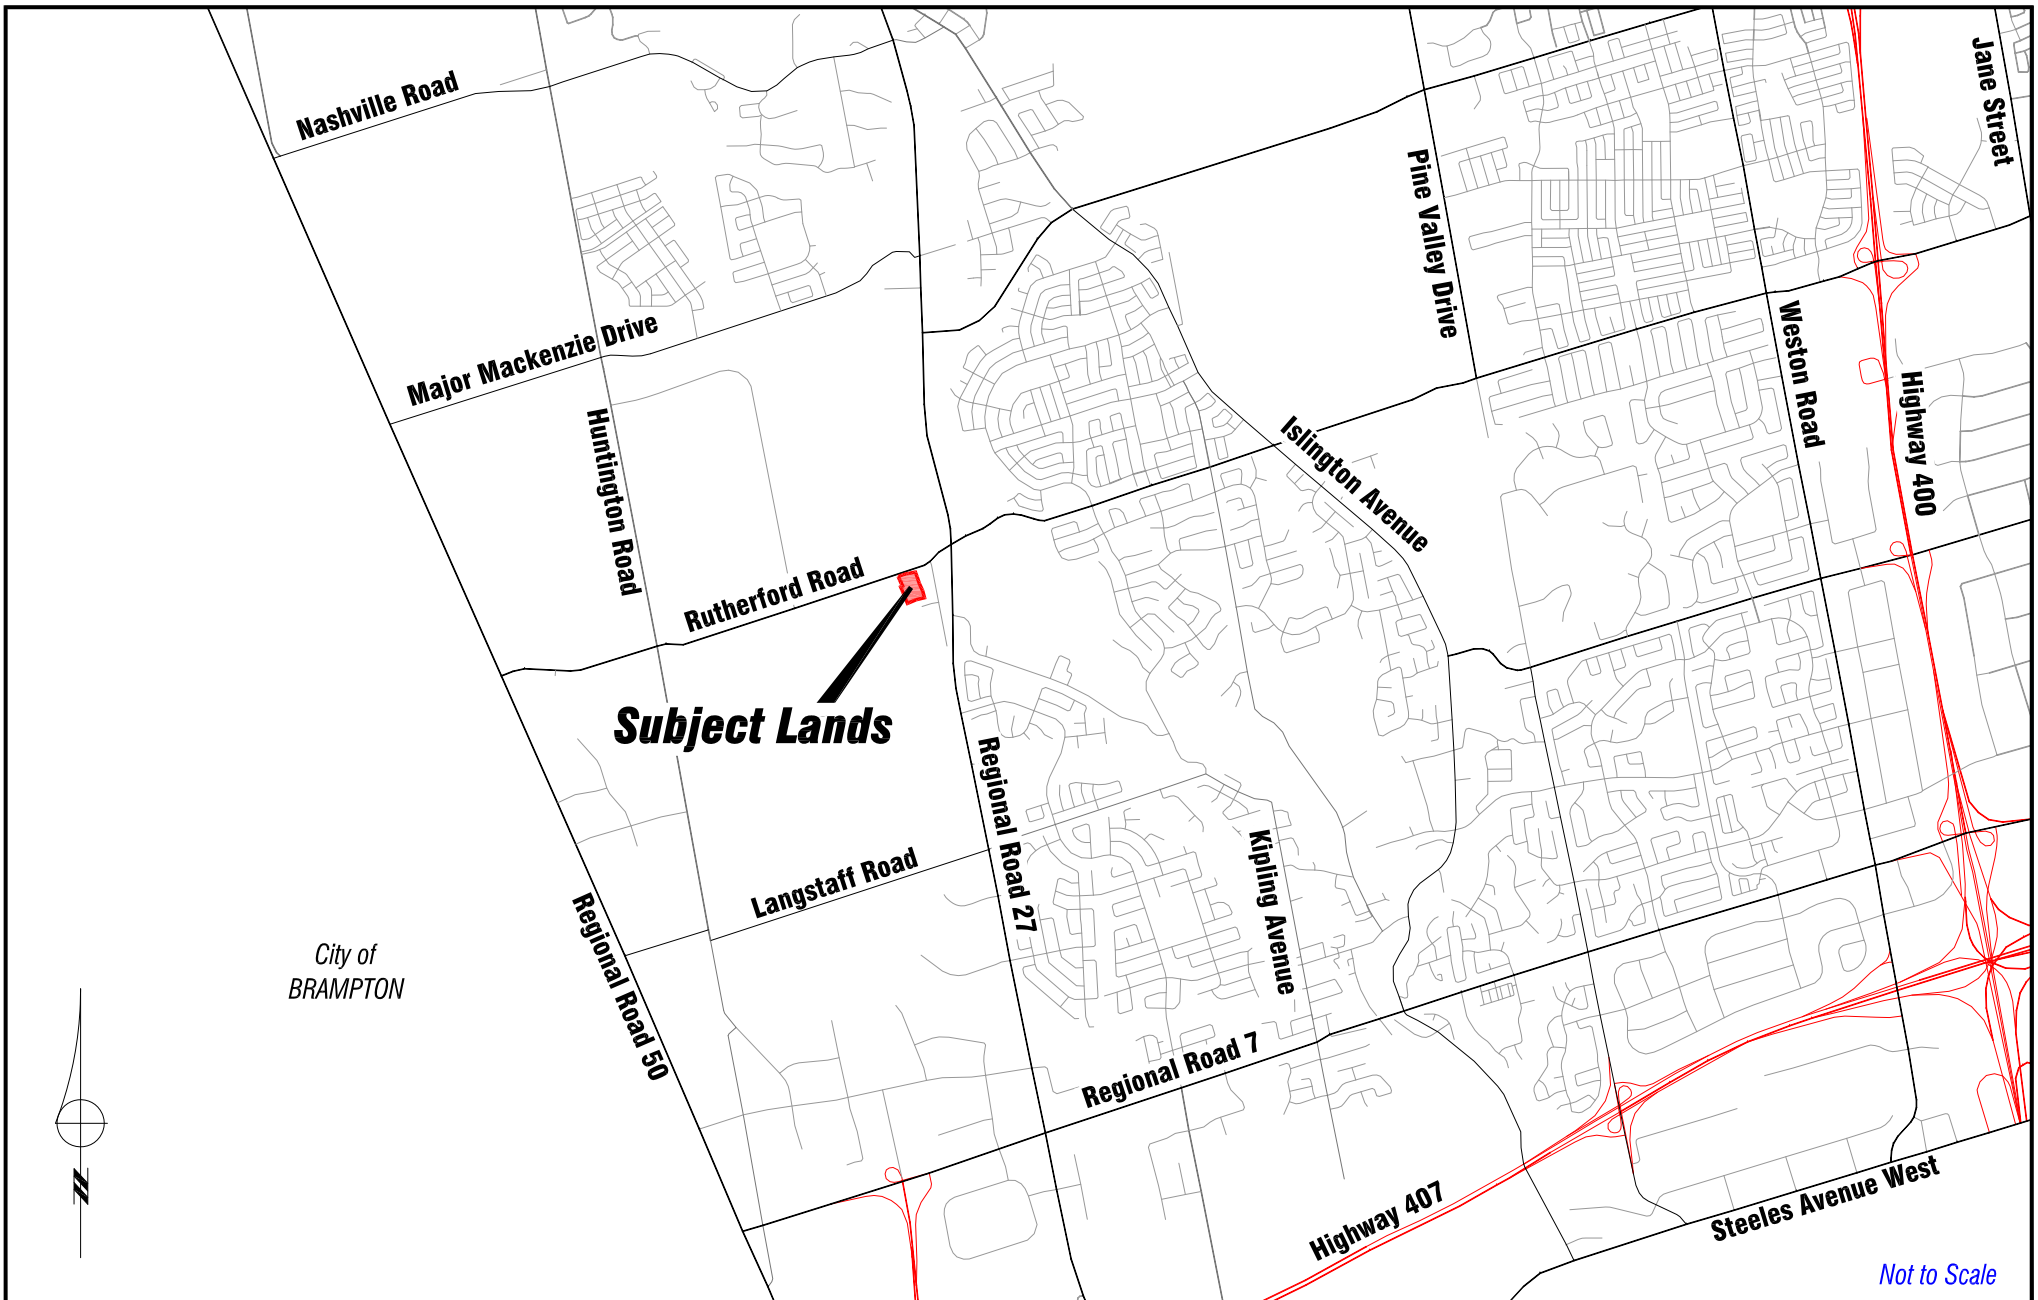 Nashville Road
Jane Street
Pine Valley Drive
Major Mackenzie Drive
Weston Road
Highway 400
Huntington Road
Islington Avenue
Rutherford Road
Subject Lands
Regional Road 27
Kipling Avenue
Langstaff Road
Regional Road 50
City of
BRAMPTON
Regional Road 7
N
Highway 407
Steeles Avenue West
Not to Scale